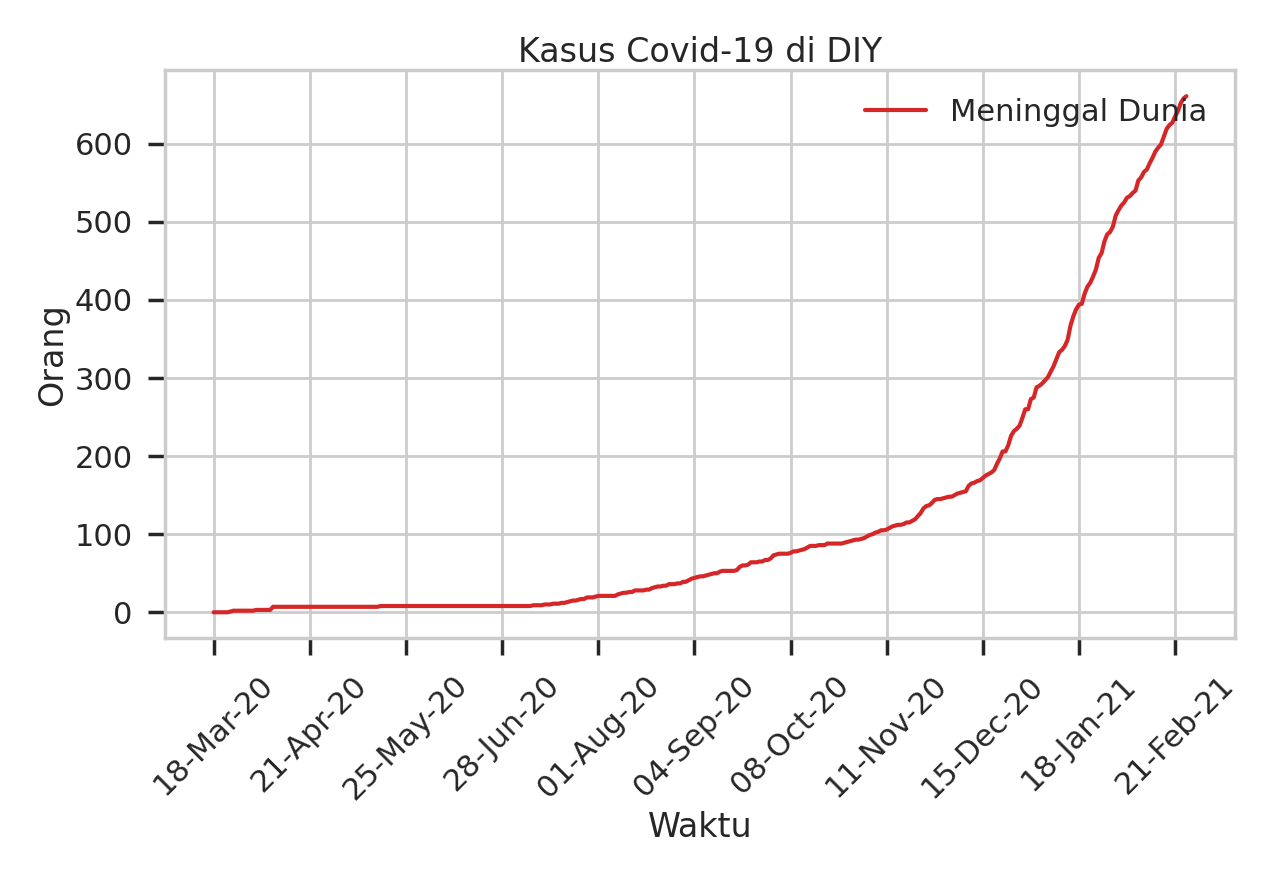 Kasus Covid-19 di DIY
Meninggal Dunia
Orang
600
500
400
300
200
100
0
18-Mar-20
21-Apr-20
25-May-20
28-Jun-20
01-Aug-20
04-Sep-20
08-Oct-20
11-Nov-20
15-Dec-20
18-Jan-21
21-Feb-21
Waktu